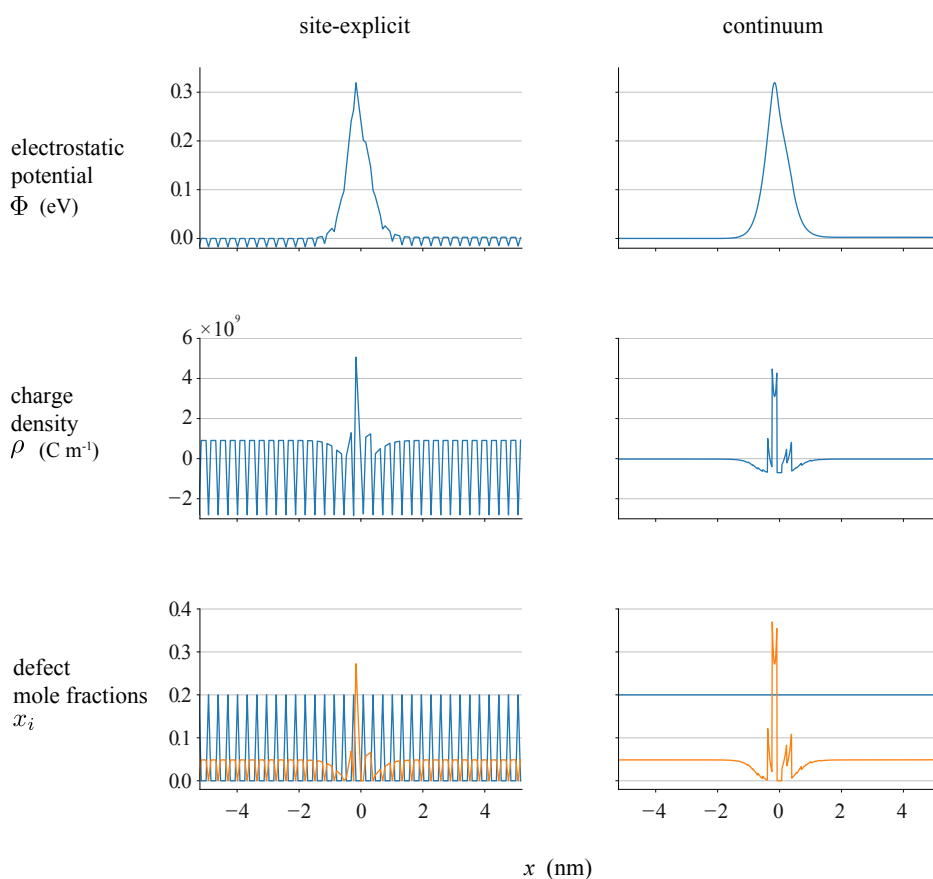 site-explicit
continuum
electrostatic
potential
Φ (eV)
0.3
0.2
0.1
0.0
6 ×10⁹
4
2
0
−2
charge
density
ρ (C m⁻¹)
0.4
0.3
0.2
0.1
0.0
defect
mole fractions
xᵢ
−4 −2 0 2 4
−4 −2 0 2 4
x (nm)